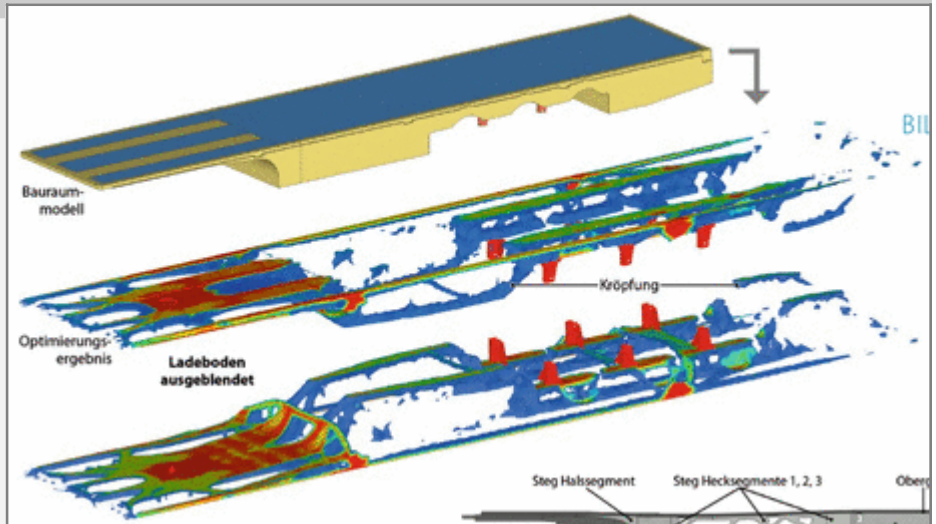 BIL
Bauraum-
modell
Kröpfung
Optimierungs-
ergebnis
Ladeboden
ausgeblendet
Steg Halssegment
Steg Hecksegmente 1, 2, 3
Oberg